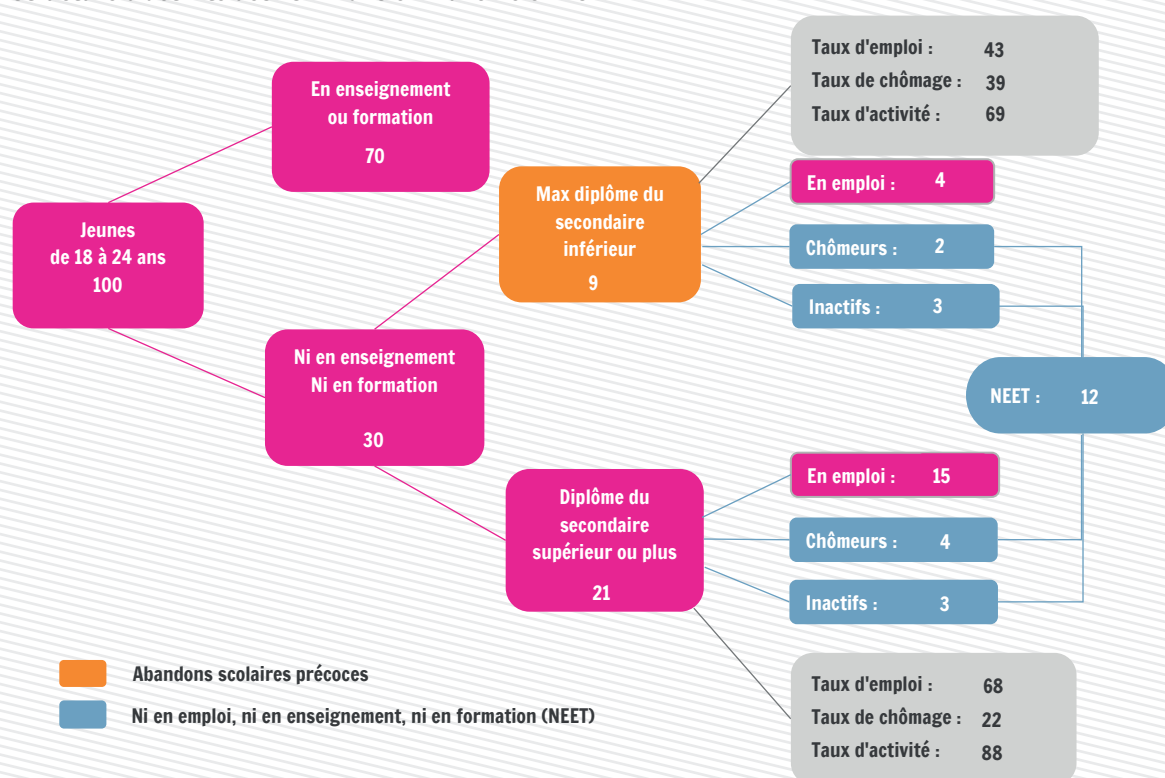 Taux d'emploi : 43
Taux de chômage : 39
Taux d'activité : 69
En enseignement
ou formation
70
Max diplôme du
secondaire
inférieur
9
En emploi : 4
Chômeurs : 2
Inactifs : 3
Jeunes
de 18 à 24 ans
100
Ni en enseignement
Ni en formation
30
NEET : 12
Diplôme du
secondaire
supérieur ou plus
21
En emploi : 15
Chômeurs : 4
Inactifs : 3
Taux d'emploi : 68
Taux de chômage : 22
Taux d'activité : 88
Abandons scolaires précoces
Ni en emploi, ni en enseignement, ni en formation (NEET)